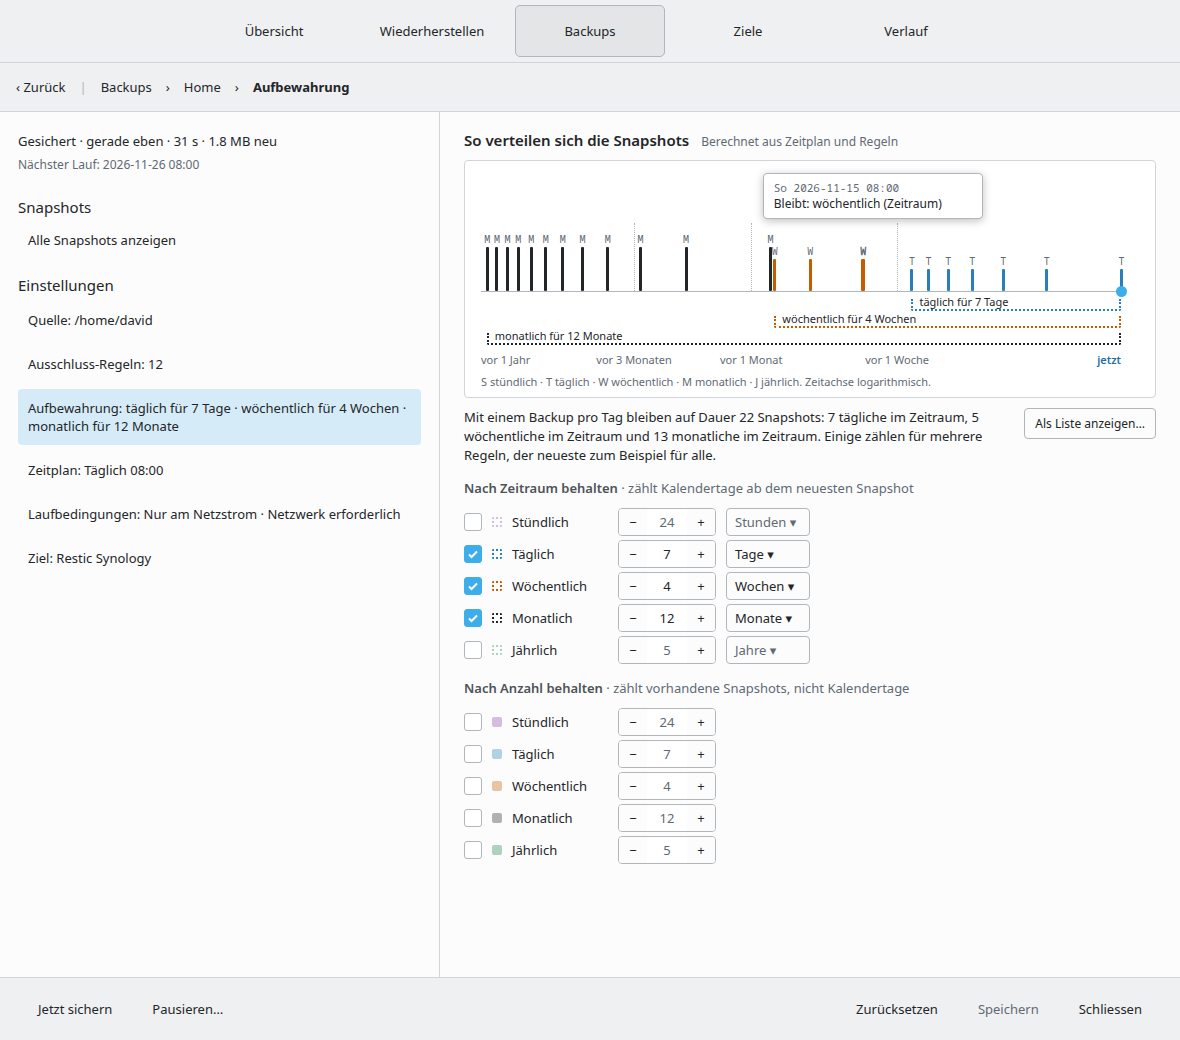 Übersicht
Wiederherstellen
Backups
Ziele
Verlauf
‹ Zurück | Backups › Home › Aufbewahrung
Gesichert · gerade eben · 31 s · 1.8 MB neu
Nächster Lauf: 2026-11-26 08:00
Snapshots
Alle Snapshots anzeigen
Einstellungen
Quelle: /home/david
Ausschluss-Regeln: 12
Aufbewahrung: täglich für 7 Tage · wöchentlich für 4 Wochen ·
monatlich für 12 Monate
Zeitplan: Täglich 08:00
Laufbedingungen: Nur am Netzstrom · Netzwerk erforderlich
Ziel: Restic Synology
So verteilen sich die Snapshots Berechnet aus Zeitplan und Regeln
So 2026-11-15 08:00
Bleibt: wöchentlich (Zeitraum)
M M M M M M M M M M M M
W W W
T T T T T T T
täglich für 7 Tage
wöchentlich für 4 Wochen
monatlich für 12 Monate
vor 1 Jahr vor 3 Monaten vor 1 Monat vor 1 Woche jetzt
S stündlich · T täglich · W wöchentlich · M monatlich · J jährlich. Zeitachse logarithmisch.
Mit einem Backup pro Tag bleiben auf Dauer 22 Snapshots: 7 tägliche im Zeitraum, 5
wöchentliche im Zeitraum und 13 monatliche im Zeitraum. Einige zählen für mehrere
Regeln, der neueste zum Beispiel für alle.
Als Liste anzeigen...
Nach Zeitraum behalten · zählt Kalendertage ab dem neuesten Snapshot
Stündlich − 24 + Stunden ▾
Täglich − 7 + Tage ▾
Wöchentlich − 4 + Wochen ▾
Monatlich − 12 + Monate ▾
Jährlich − 5 + Jahre ▾
Nach Anzahl behalten · zählt vorhandene Snapshots, nicht Kalendertage
Stündlich − 24 +
Täglich − 7 +
Wöchentlich − 4 +
Monatlich − 12 +
Jährlich − 5 +
Jetzt sichern
Pausieren...
Zurücksetzen
Speichern
Schliessen